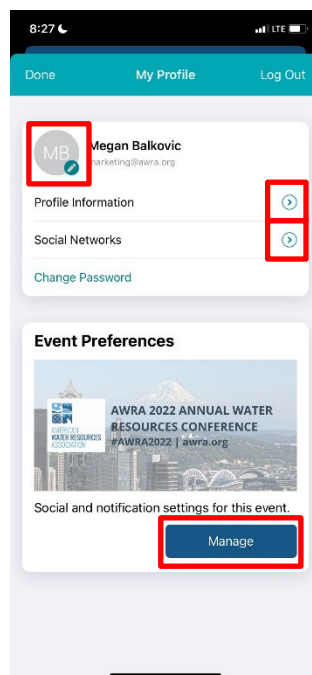 8:27
LTE
Done My Profile Log Out
MB
Megan Balkovic
marketing@awra.org
Profile Information
Social Networks
Change Password
Event Preferences
AMERICAN
WATER RESOURCES
ASSOCIATION
AWRA 2022 ANNUAL WATER
RESOURCES CONFERENCE
#AWRA2022 | awra.org
Social and notification settings for this event.
Manage